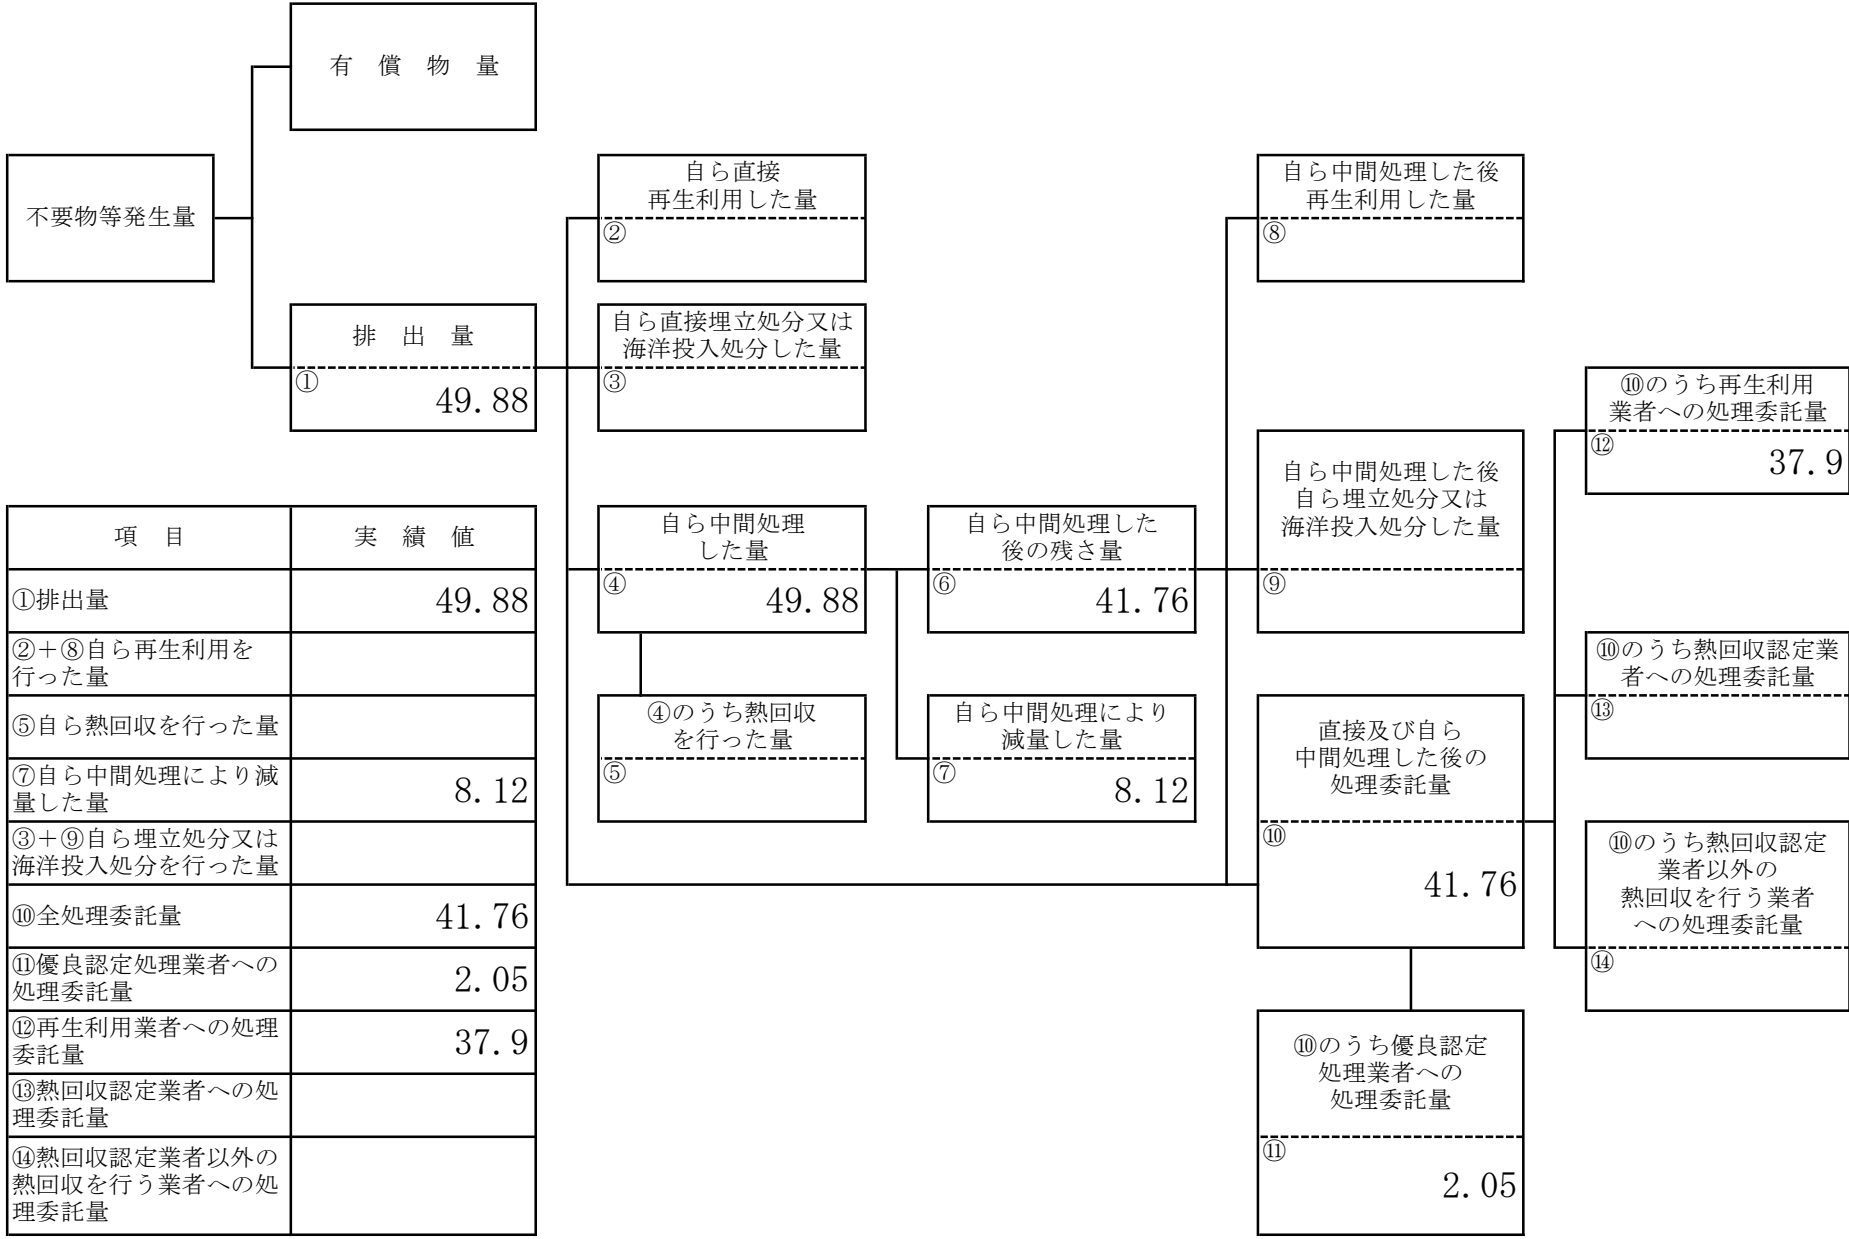 有　償　物　量
不要物等発生量
自ら直接
再生利用した量
②
自ら中間処理した後
再生利用した量
⑧
排　出　量
①
49.88
自ら直接埋立処分又は
海洋投入処分した量
③
⑩のうち再生利用
業者への処理委託量
⑫
37.9
自ら中間処理
した量
④
49.88
自ら中間処理した
後の残さ量
⑥
41.76
自ら中間処理した後
自ら埋立処分又は
海洋投入処分した量
⑨
⑩のうち熱回収認定業
者への処理委託量
⑬
④のうち熱回収
を行った量
⑤
自ら中間処理により
減量した量
⑦
8.12
直接及び自ら
中間処理した後の
処理委託量
⑩
41.76
⑩のうち熱回収認定
業者以外の
熱回収を行う業者
への処理委託量
⑭
⑩のうち優良認定
処理業者への
処理委託量
⑪
2.05
項　目
実　績　値
①排出量
49.88
②＋⑧自ら再生利用を
行った量
⑤自ら熱回収を行った量
⑦自ら中間処理により減
量した量
8.12
③＋⑨自ら埋立処分又は
海洋投入処分を行った量
⑩全処理委託量
41.76
⑪優良認定処理業者への
処理委託量
2.05
⑫再生利用業者への処理
委託量
37.9
⑬熱回収認定業者への処
理委託量
⑭熱回収認定業者以外の
熱回収を行う業者への処
理委託量